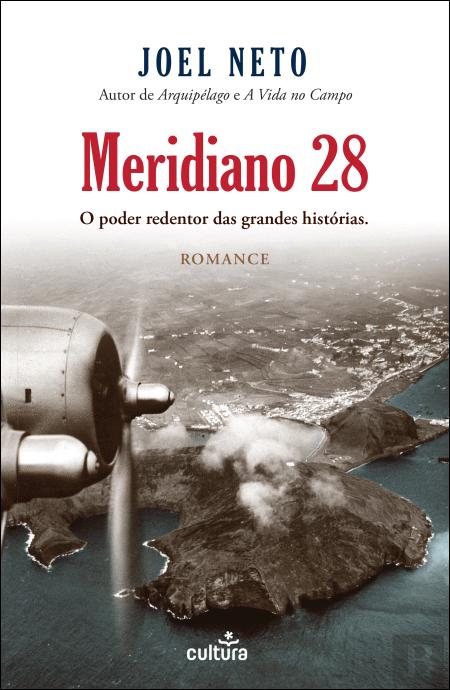 JOEL NETO
Autor de Arquipélago e A Vida no Campo
Meridiano 28
O poder redentor das grandes histórias.
ROMANCE
cultura